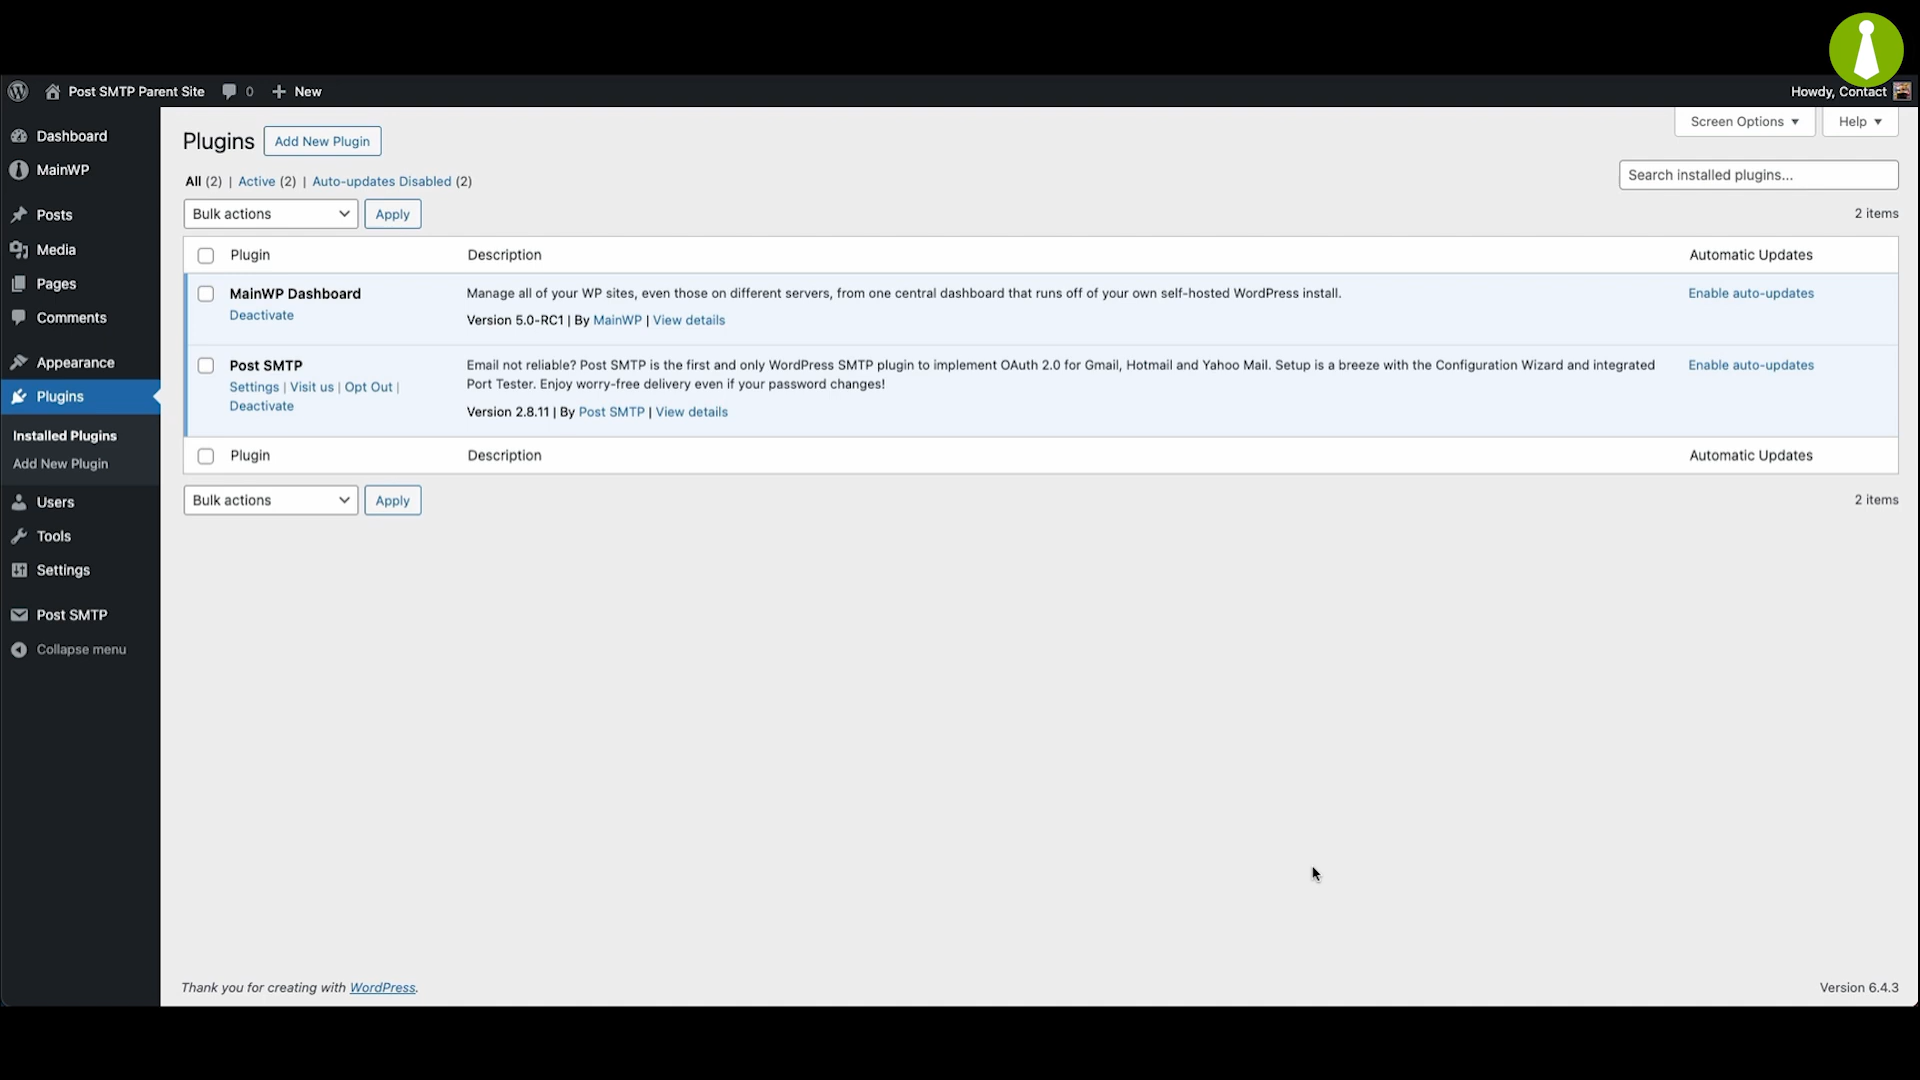 Post SMTP Parent Site 0 New Howdy, Contact
Dashboard
MainWP
Posts
Media
Pages
Comments
Appearance
Plugins
Installed Plugins
Add New Plugin
Users
Tools
Settings
Post SMTP
Collapse menu
Screen Options Help
Plugins Add New Plugin
All (2) | Active (2) | Auto-updates Disabled (2)
Search installed plugins...
Bulk actions Apply 2 items
Plugin Description Automatic Updates
MainWP Dashboard
Deactivate
Manage all of your WP sites, even those on different servers, from one central dashboard that runs off of your own self-hosted WordPress install.
Version 5.0-RC1 | By MainWP | View details
Enable auto-updates
Post SMTP
Settings | Visit us | Opt Out |
Deactivate
Email not reliable? Post SMTP is the first and only WordPress SMTP plugin to implement OAuth 2.0 for Gmail, Hotmail and Yahoo Mail. Setup is a breeze with the Configuration Wizard and integrated
Port Tester. Enjoy worry-free delivery even if your password changes!
Version 2.8.11 | By Post SMTP | View details
Enable auto-updates
Plugin Description Automatic Updates
Bulk actions Apply 2 items
Thank you for creating with WordPress. Version 6.4.3